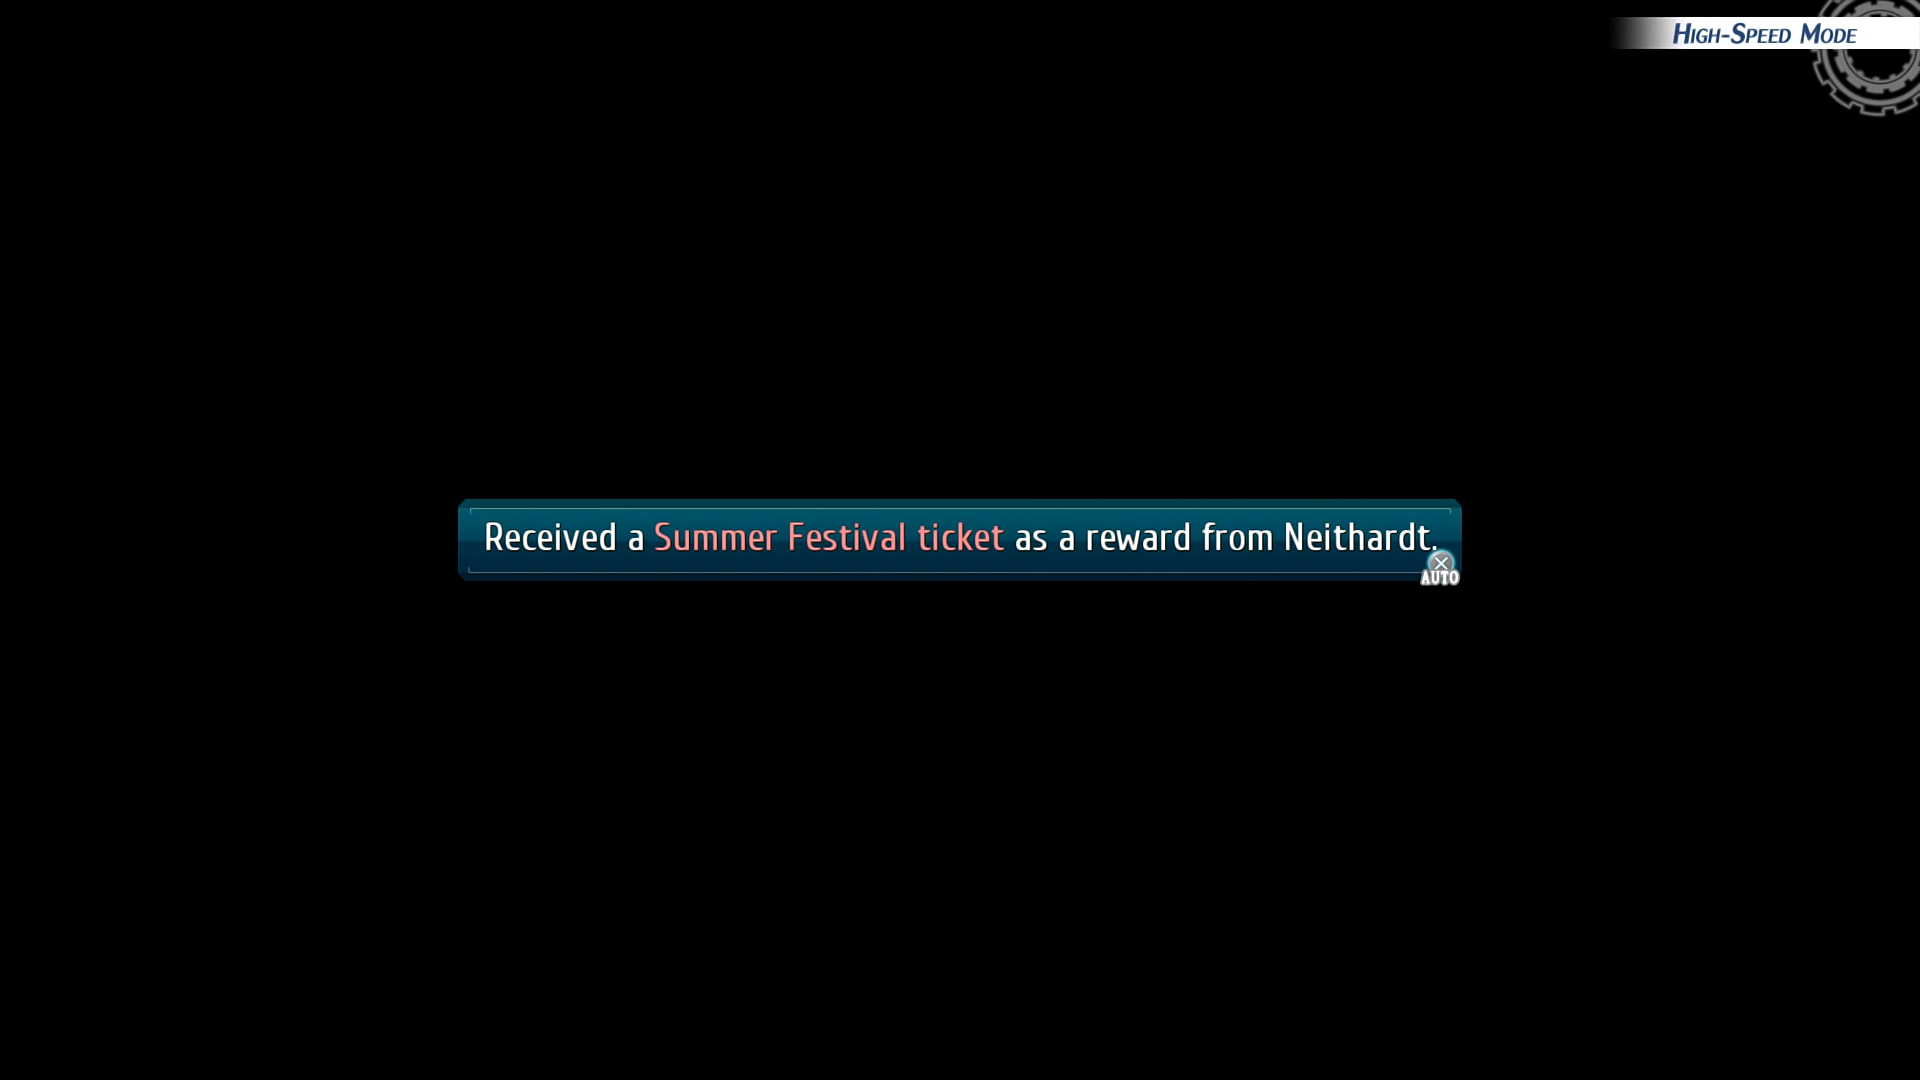 High-Speed Mode
Received a Summer Festival ticket as a reward from Neithardt.
AUTO